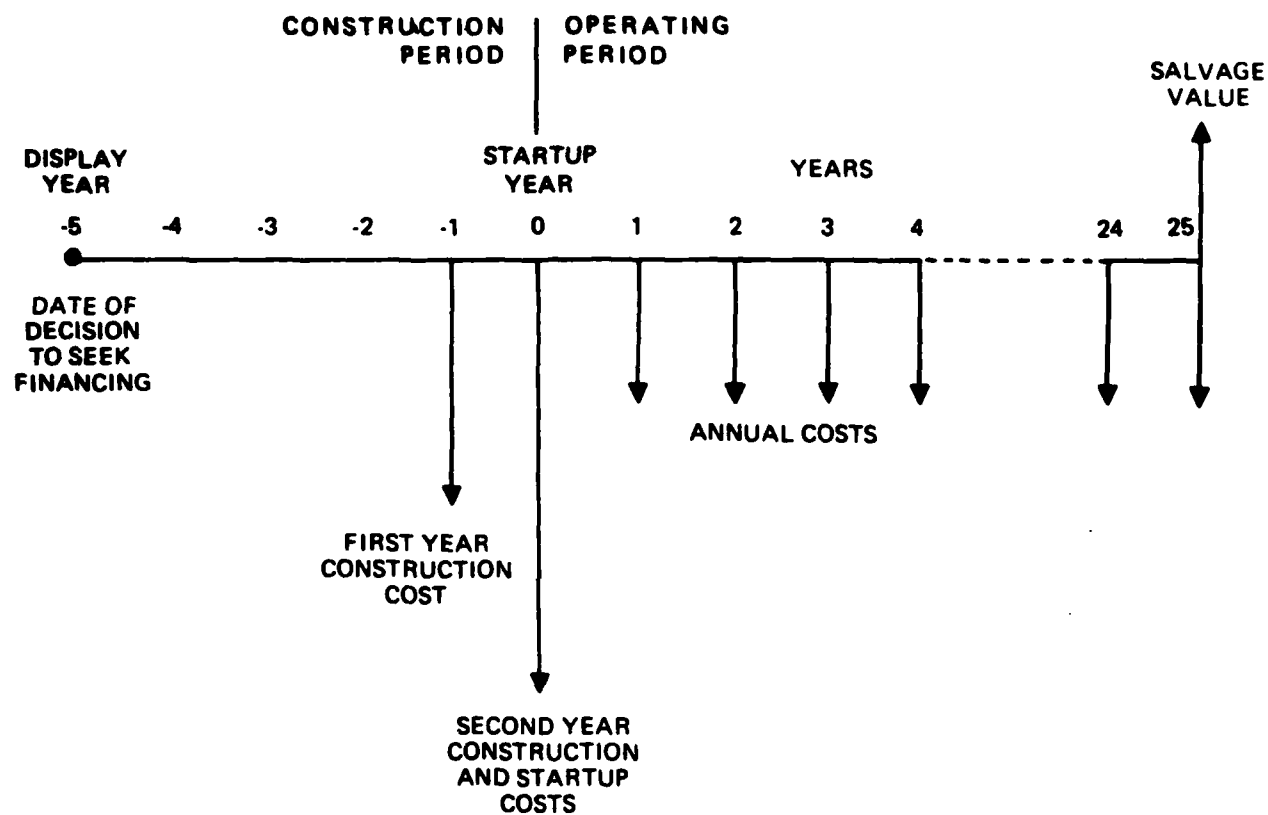 CONSTRUCTION
PERIOD
OPERATING
PERIOD
SALVAGE
VALUE
DISPLAY
YEAR
STARTUP
YEAR
YEARS
-5 -4 -3 -2 -1 0 1 2 3 4 24 25
DATE OF
DECISION
TO SEEK
FINANCING
ANNUAL COSTS
FIRST YEAR
CONSTRUCTION
COST
SECOND YEAR
CONSTRUCTION
AND STARTUP
COSTS